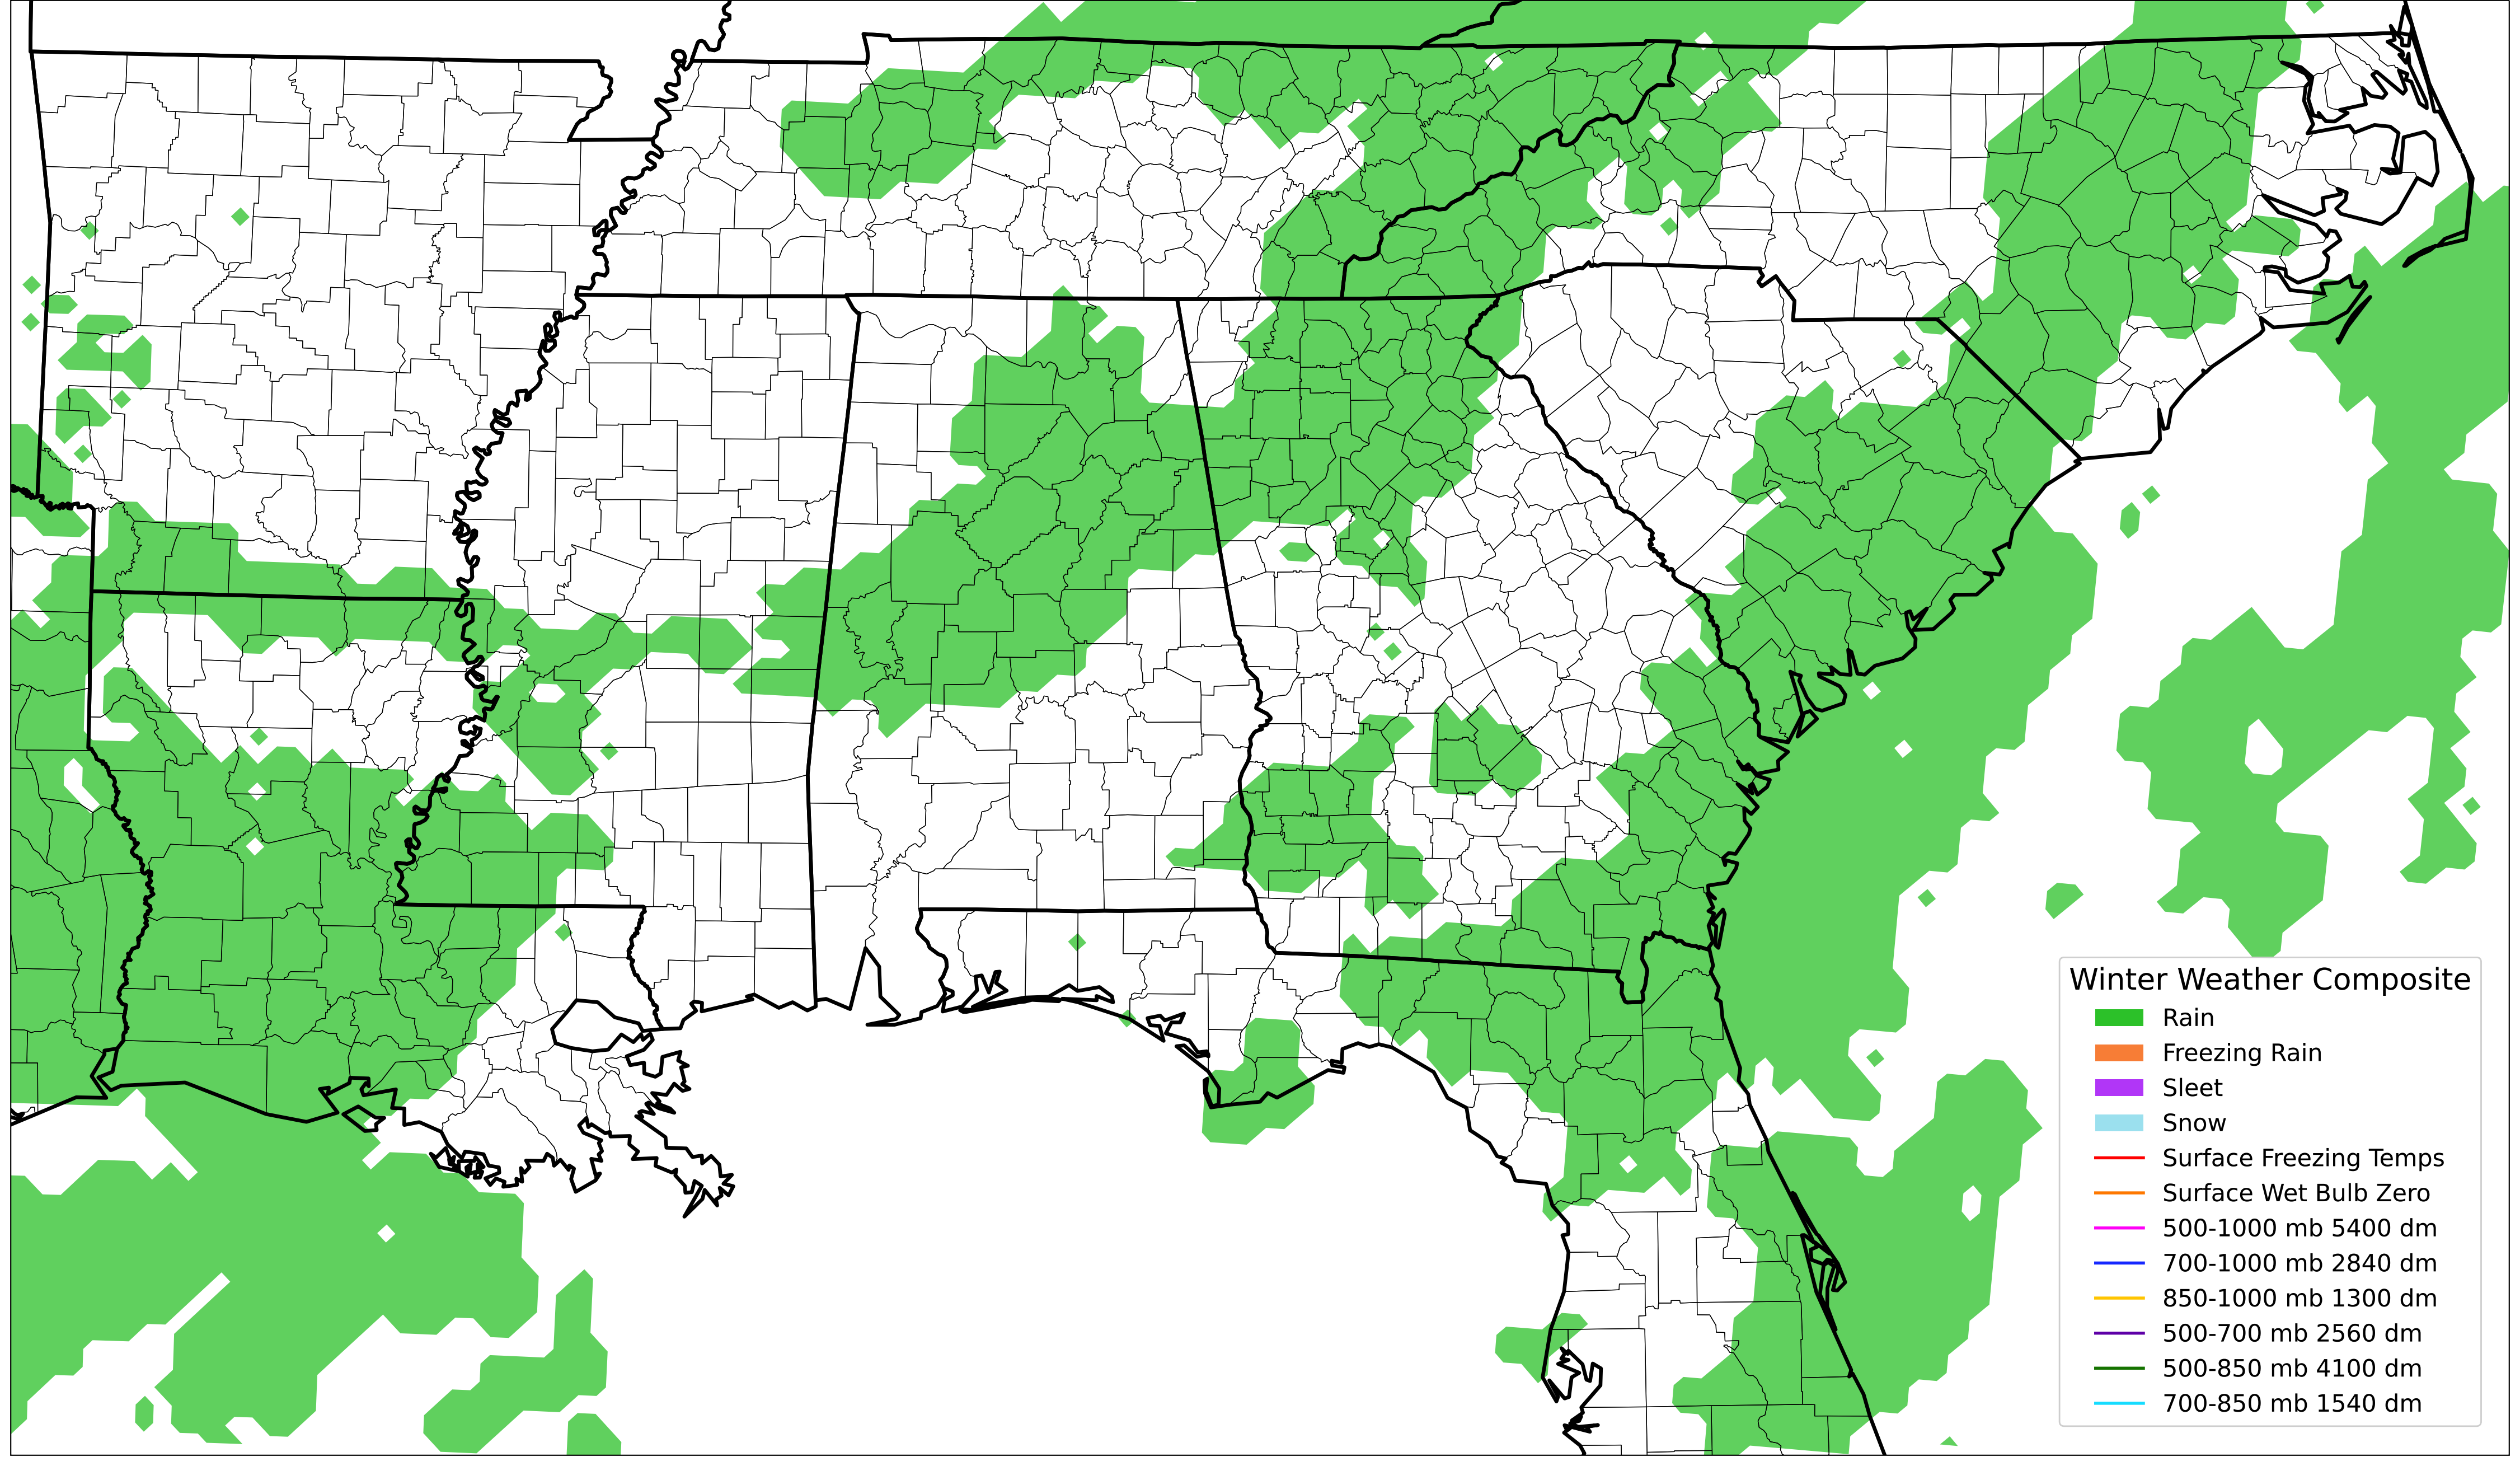 Winter Weather Composite
Rain
Freezing Rain
Sleet
Snow
Surface Freezing Temps
Surface Wet Bulb Zero
500-1000 mb 5400 dm
700-1000 mb 2840 dm
850-1000 mb 1300 dm
500-700 mb 2560 dm
500-850 mb 4100 dm
700-850 mb 1540 dm